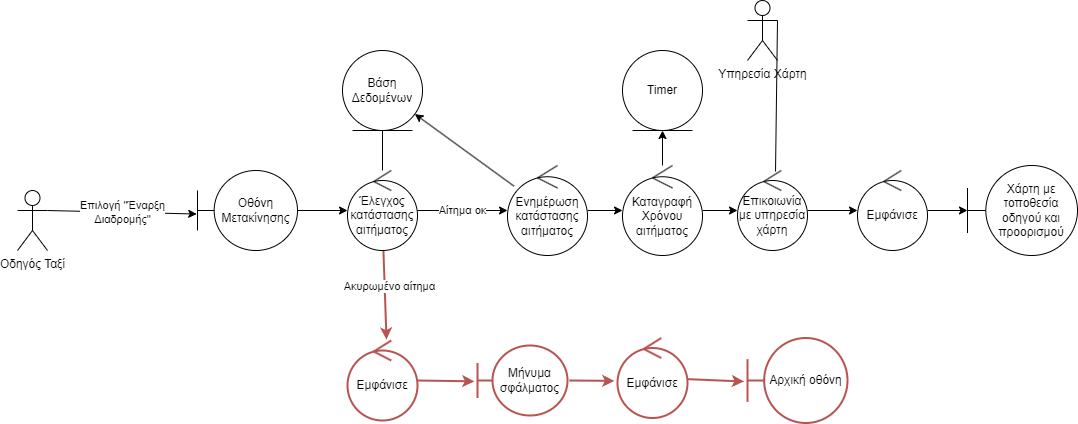 Υπηρεσία Χάρτη
Βάση
Δεδομένων
Timer
Οδηγός Ταξί
Επιλογή "Έναρξη
Διαδρομής"
Οθόνη
Μετακίνησης
Έλεγχος
κατάστασης
αιτήματος
Αίτημα οκ
Ενημέρωση
κατάστασης
αιτήματος
Καταγραφή
Χρόνου
αιτήματος
Επικοιωνία
με υπηρεσία
χάρτη
Εμφάνισε
Χάρτη με
τοποθεσία
οδηγού και
προορισμού
Ακυρωμένο αίτημα
Εμφάνισε
Μήνυμα
σφάλματος
Εμφάνισε
Αρχική οθόνη